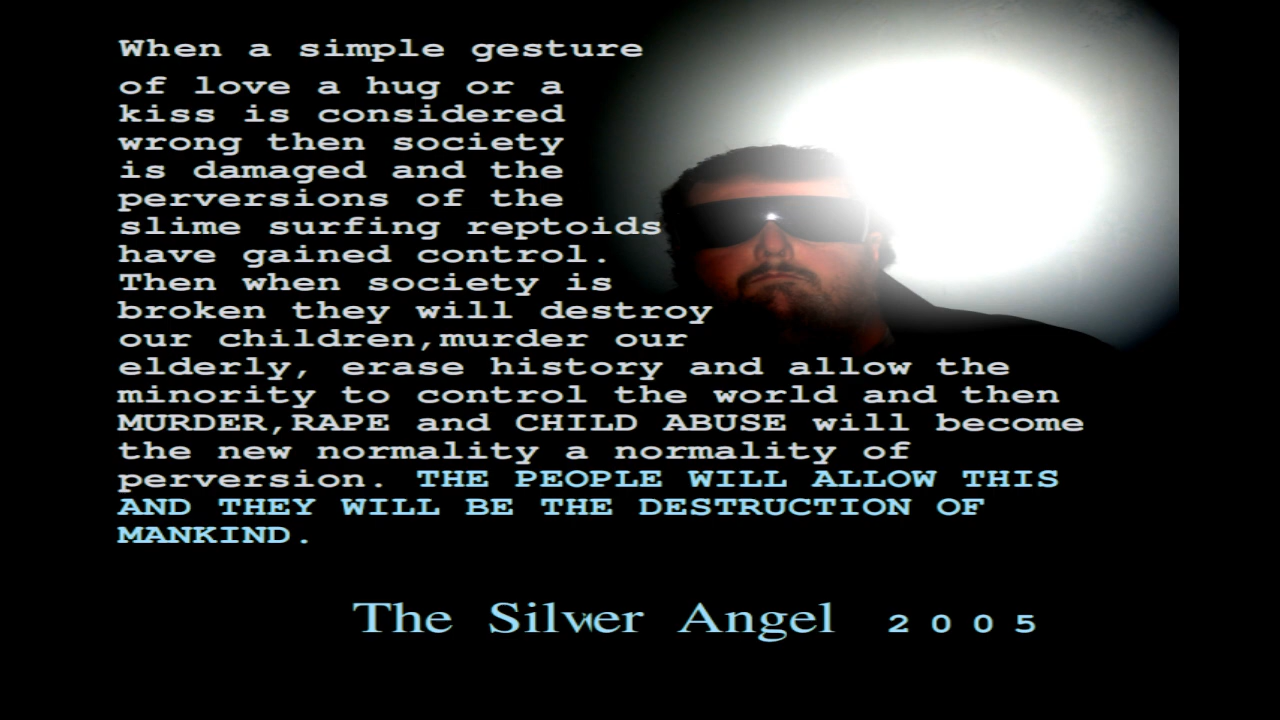 When a simple gesture
of love a hug or a
kiss is considered
wrong then society
is damaged and the
perversions of the
slime surfing reptoids
have gained control.
Then when society is
broken they will destroy
our children,murder our
elderly, erase history and allow the
minority to control the world and then
MURDER,RAPE and CHILD ABUSE will become
the new normality a normality of
perversion. THE PEOPLE WILL ALLOW THIS
AND THEY WILL BE THE DESTRUCTION OF
MANKIND.
The Silver Angel 2005